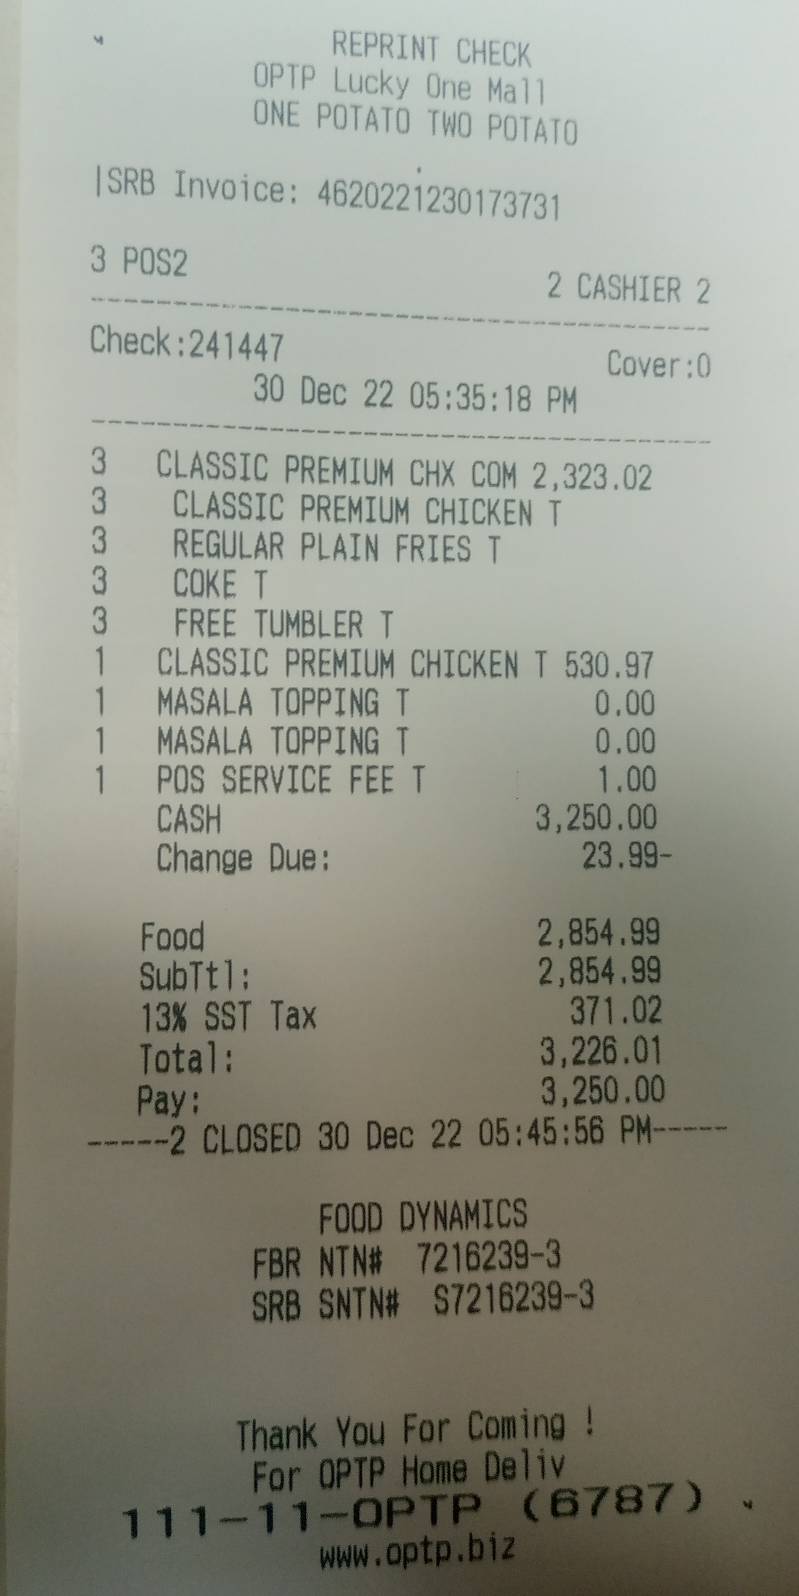 REPRINT CHECK
OPTP Lucky One Mall
ONE POTATO TWO POTATO
|SRB Invoice: 4620221230173731
3 POS2 2 CASHIER 2
Check:241447 Cover:0
30 Dec 22 05:35:18 PM
3 CLASSIC PREMIUM CHX COM 2,323.02
3 CLASSIC PREMIUM CHICKEN T
3 REGULAR PLAIN FRIES T
3 COKE T
3 FREE TUMBLER T
1 CLASSIC PREMIUM CHICKEN T 530.97
1 MASALA TOPPING T 0.00
1 MASALA TOPPING T 0.00
1 POS SERVICE FEE T 1.00
CASH 3,250.00
Change Due: 23.99-
Food 2,854.99
SubTtl: 2,854.99
13% SST Tax 371.02
Total: 3,226.01
Pay: 3,250.00
-----2 CLOSED 30 Dec 22 05:45:56 PM-----
FOOD DYNAMICS
FBR NTN# 7216239-3
SRB SNTN# S7216239-3
Thank You For Coming !
For OPTP Home Deliv
111-11-OPTP (6787)
www.optp.biz